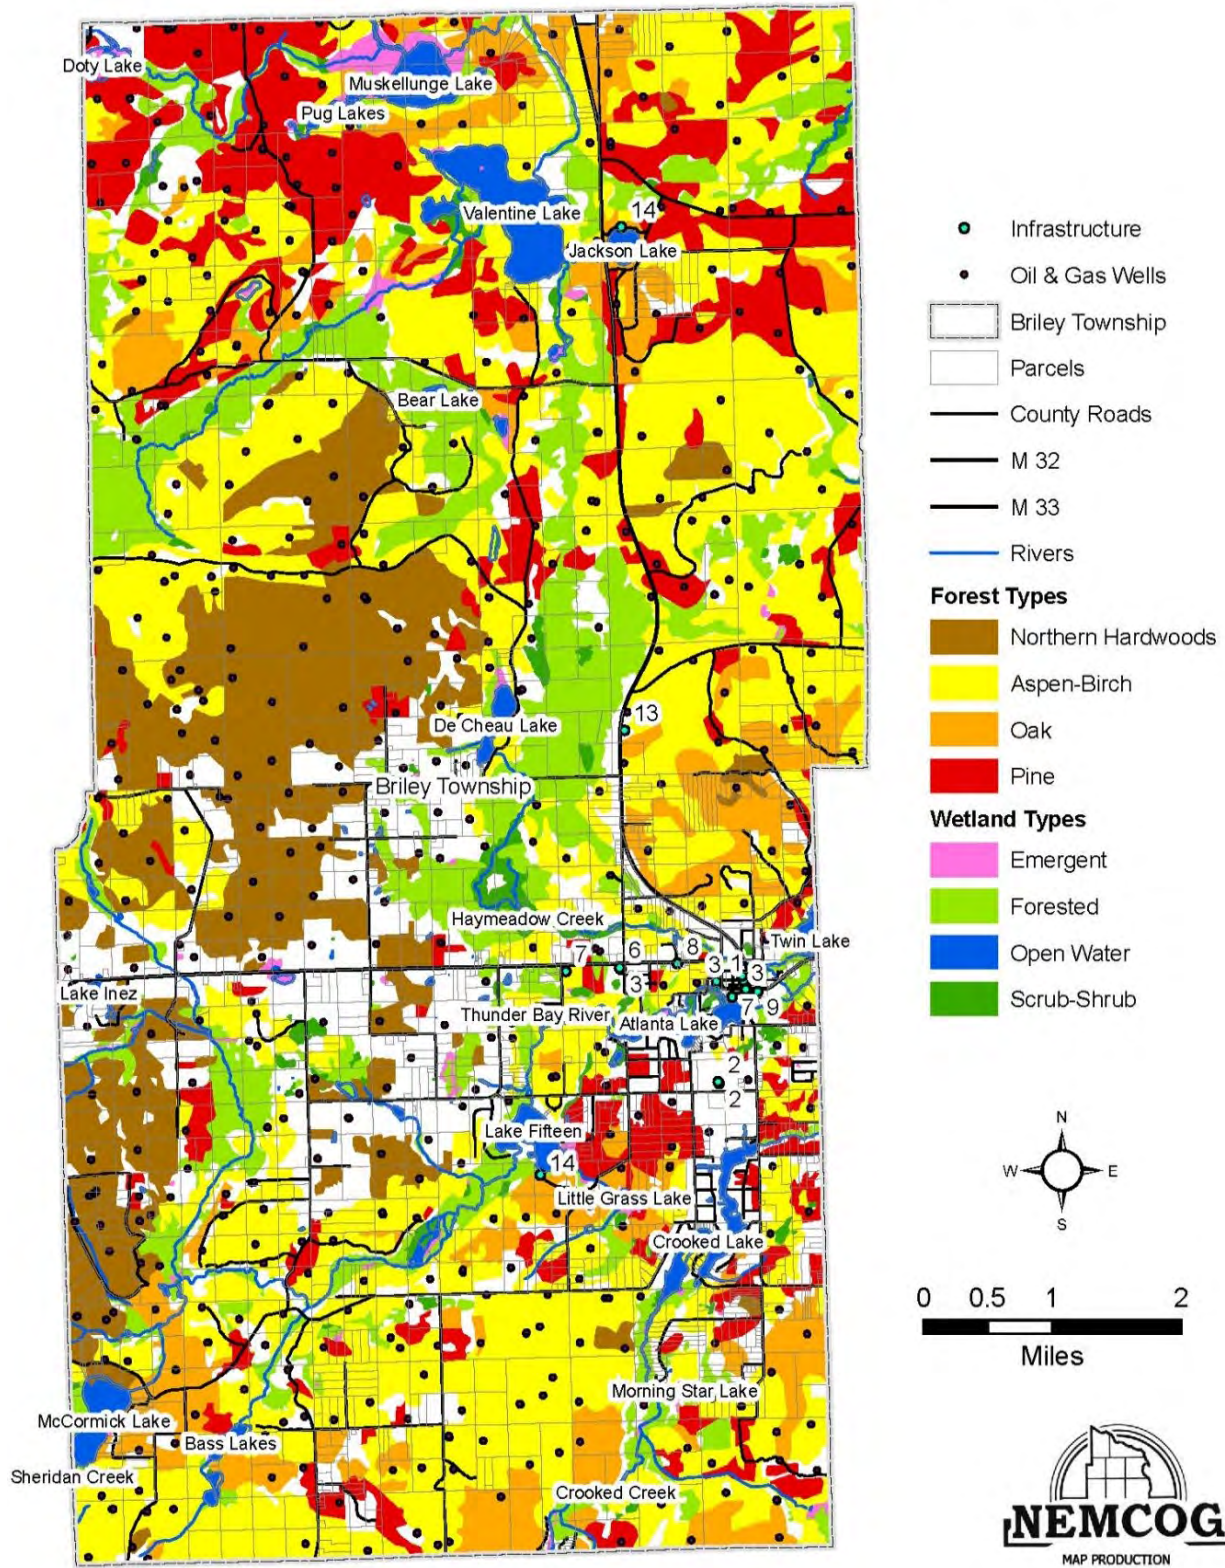 Doty Lake
Muskellunge Lake
Pug Lakes
Valentine Lake
14
Jackson Lake
Bear Lake
13
De Cheau Lake
Briley Township
Haymeadow Creek
Twin Lake
7
6
8
3
1
3
3
Lake Inez
Thunder Bay River
Atlanta Lake
7
9
2
2
Lake Fifteen
14
Little Grass Lake
Crooked Lake
Morning Star Lake
McCormick Lake
Bass Lakes
Sheridan Creek
Crooked Creek
Infrastructure
Oil & Gas Wells
Briley Township
Parcels
County Roads
M 32
M 33
Rivers
Forest Types
Northern Hardwoods
Aspen-Birch
Oak
Pine
Wetland Types
Emergent
Forested
Open Water
Scrub-Shrub
N
W E
S
0 0.5 1 2
Miles
NEMCOG
MAP PRODUCTION